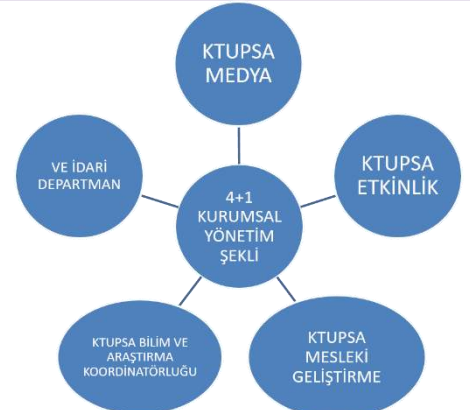 KTUPSA
MEDYA
KTUPSA
ETKİNLİK
VE İDARİ
DEPARTMAN
4+1
KURUMSAL
YÖNETİM
ŞEKLİ
KTUPSA BİLİM VE
ARAŞTIRMA
KOORDİNATÖRLUĞU
KTUPSA
MESLEKİ
GELİŞTİRME